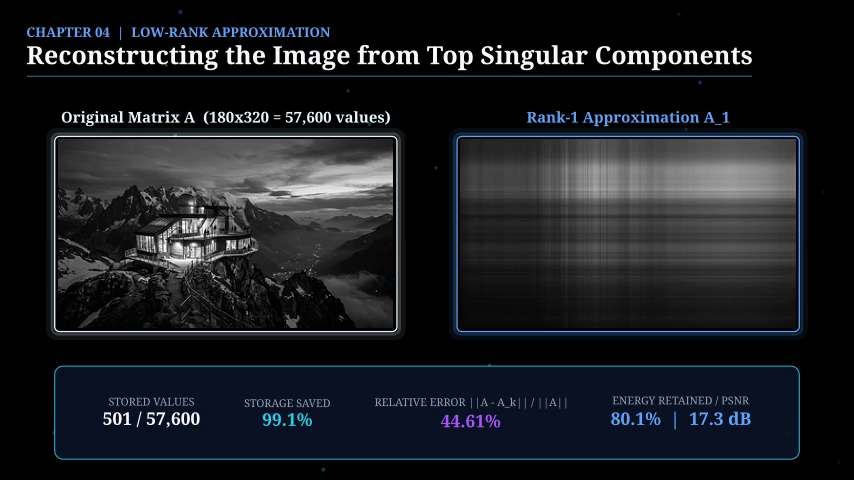 CHAPTER 04 | LOW-RANK APPROXIMATION
Reconstructing the Image from Top Singular Components
Original Matrix A (180x320 = 57,600 values)
Rank-1 Approximation A_1
STORED VALUES
501 / 57,600
STORAGE SAVED
99.1%
RELATIVE ERROR ||A - A_k|| / ||A||
44.61%
ENERGY RETAINED / PSNR
80.1% | 17.3 dB